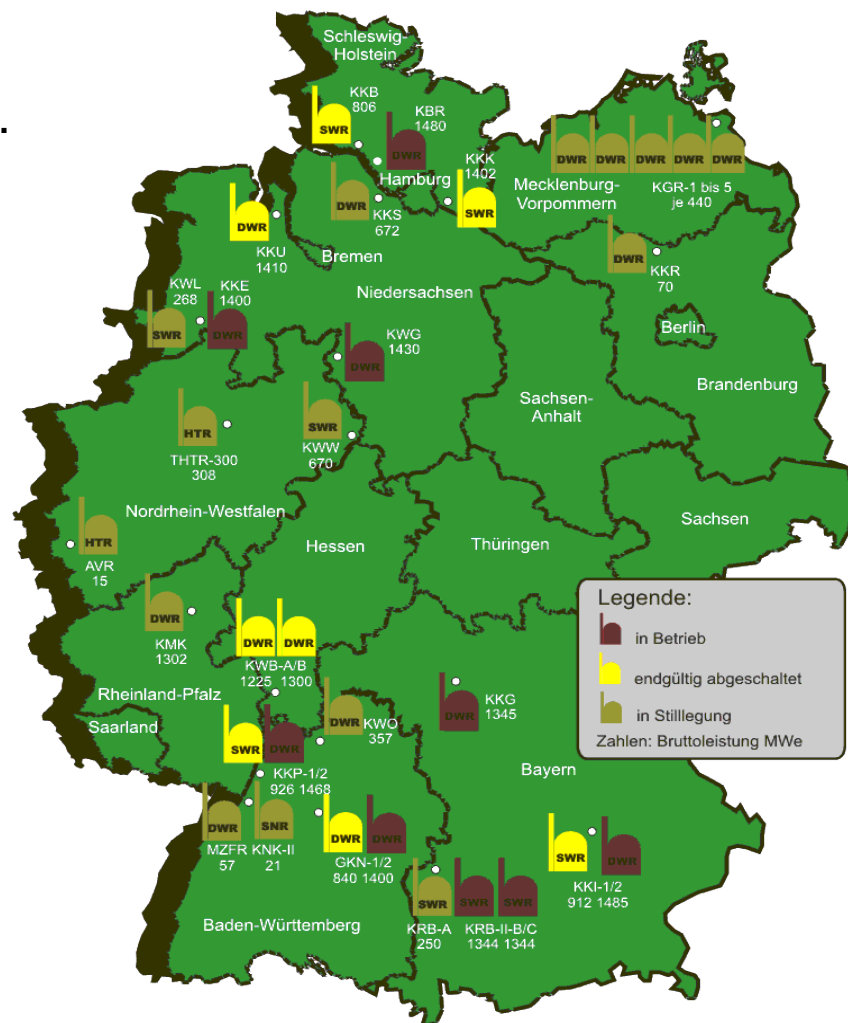 Schleswig-
Holstein
KKB
806
SWR
KBR
1480
DWR
KKK
1402
SWR
Hamburg
DWR DWR DWR DWR DWR
Mecklenburg-
Vorpommern
KGR-1 bis 5
je 440
DWR
KKS
672
DWR
KKU
1410
Bremen
DWR
KKR
70
KWL
268
SWR
KKE
1400
DWR
Niedersachsen
KWG
1430
DWR
Berlin
Brandenburg
Sachsen-
Anhalt
HTR
THTR-300
308
SWR
KWW
670
Nordrhein-Westfalen
HTR
AVR
15
Hessen
Thüringen
Sachsen
DWR
KMK
1302
DWR DWR
KWB-A/B
1225 1300
Rheinland-Pfalz
Saarland
DWR
KWO
357
DWR
KKG
1345
SWR DWR
KKP-1/2
926 1468
Bayern
DWR SNR
MZFR KNK-II
57 21
DWR DWR
GKN-1/2
840 1400
SWR DWR
KKI-1/2
912 1485
SWR SWR SWR
KRB-A KRB-II-B/C
250 1344 1344
Baden-Württemberg
Legende:
in Betrieb
endgültig abgeschaltet
in Stilllegung
Zahlen: Bruttoleistung MWe